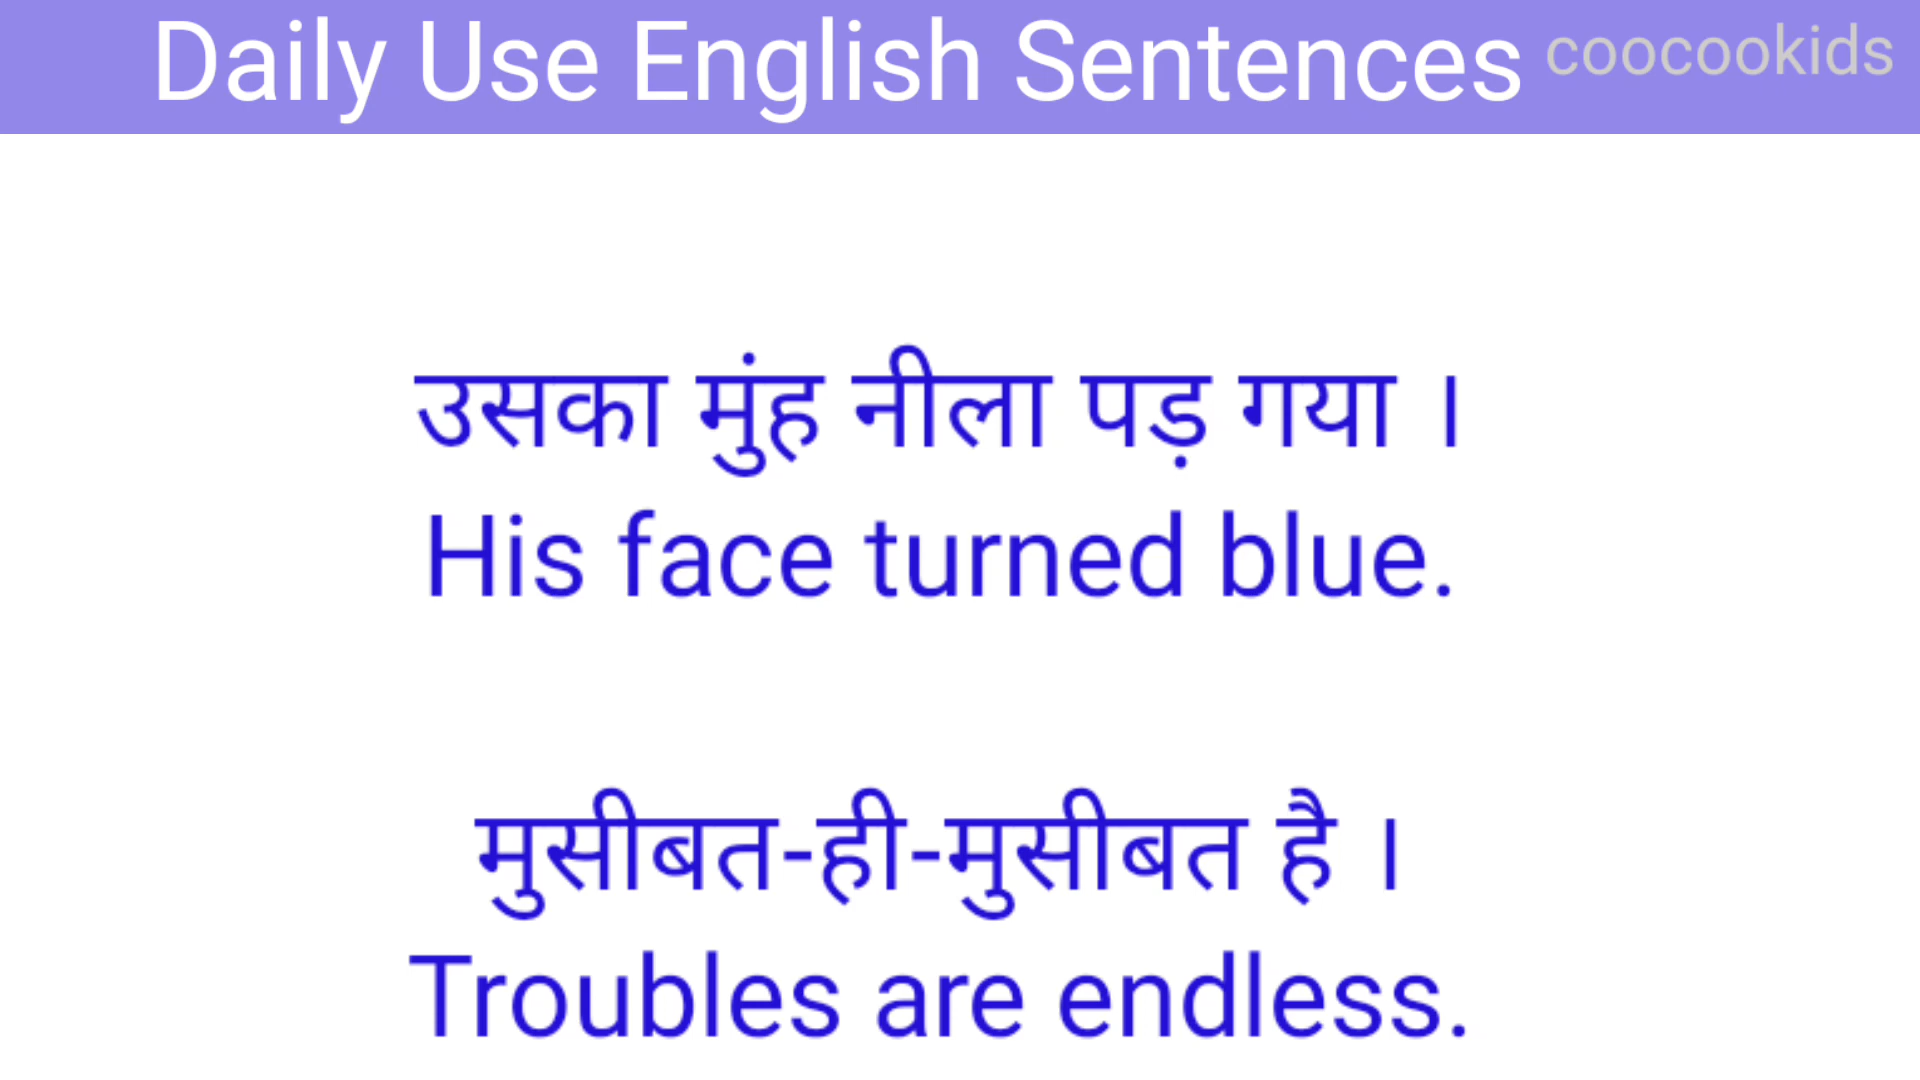 Daily Use English Sentences coocookids
उसका मुंह नीला पड़ गया ।
His face turned blue.
मुसीबत-ही-मुसीबत है ।
Troubles are endless.